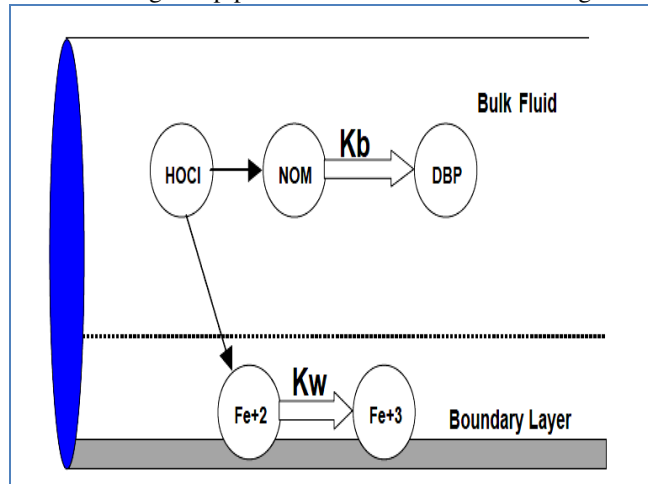 Bulk Fluid
Kb
HOCl
NOM
DBP
Kw
Fe+2
Fe+3
Boundary Layer